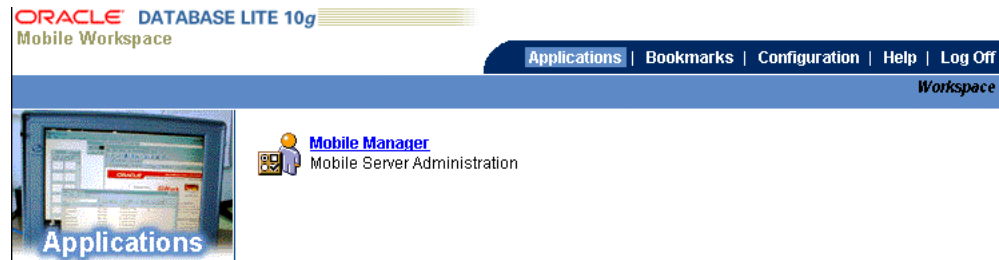 ORACLE DATABASE LITE 10g
Mobile Workspace
Applications | Bookmarks | Configuration | Help | Log Off
Workspace
Mobile Manager
Mobile Server Administration
Applications